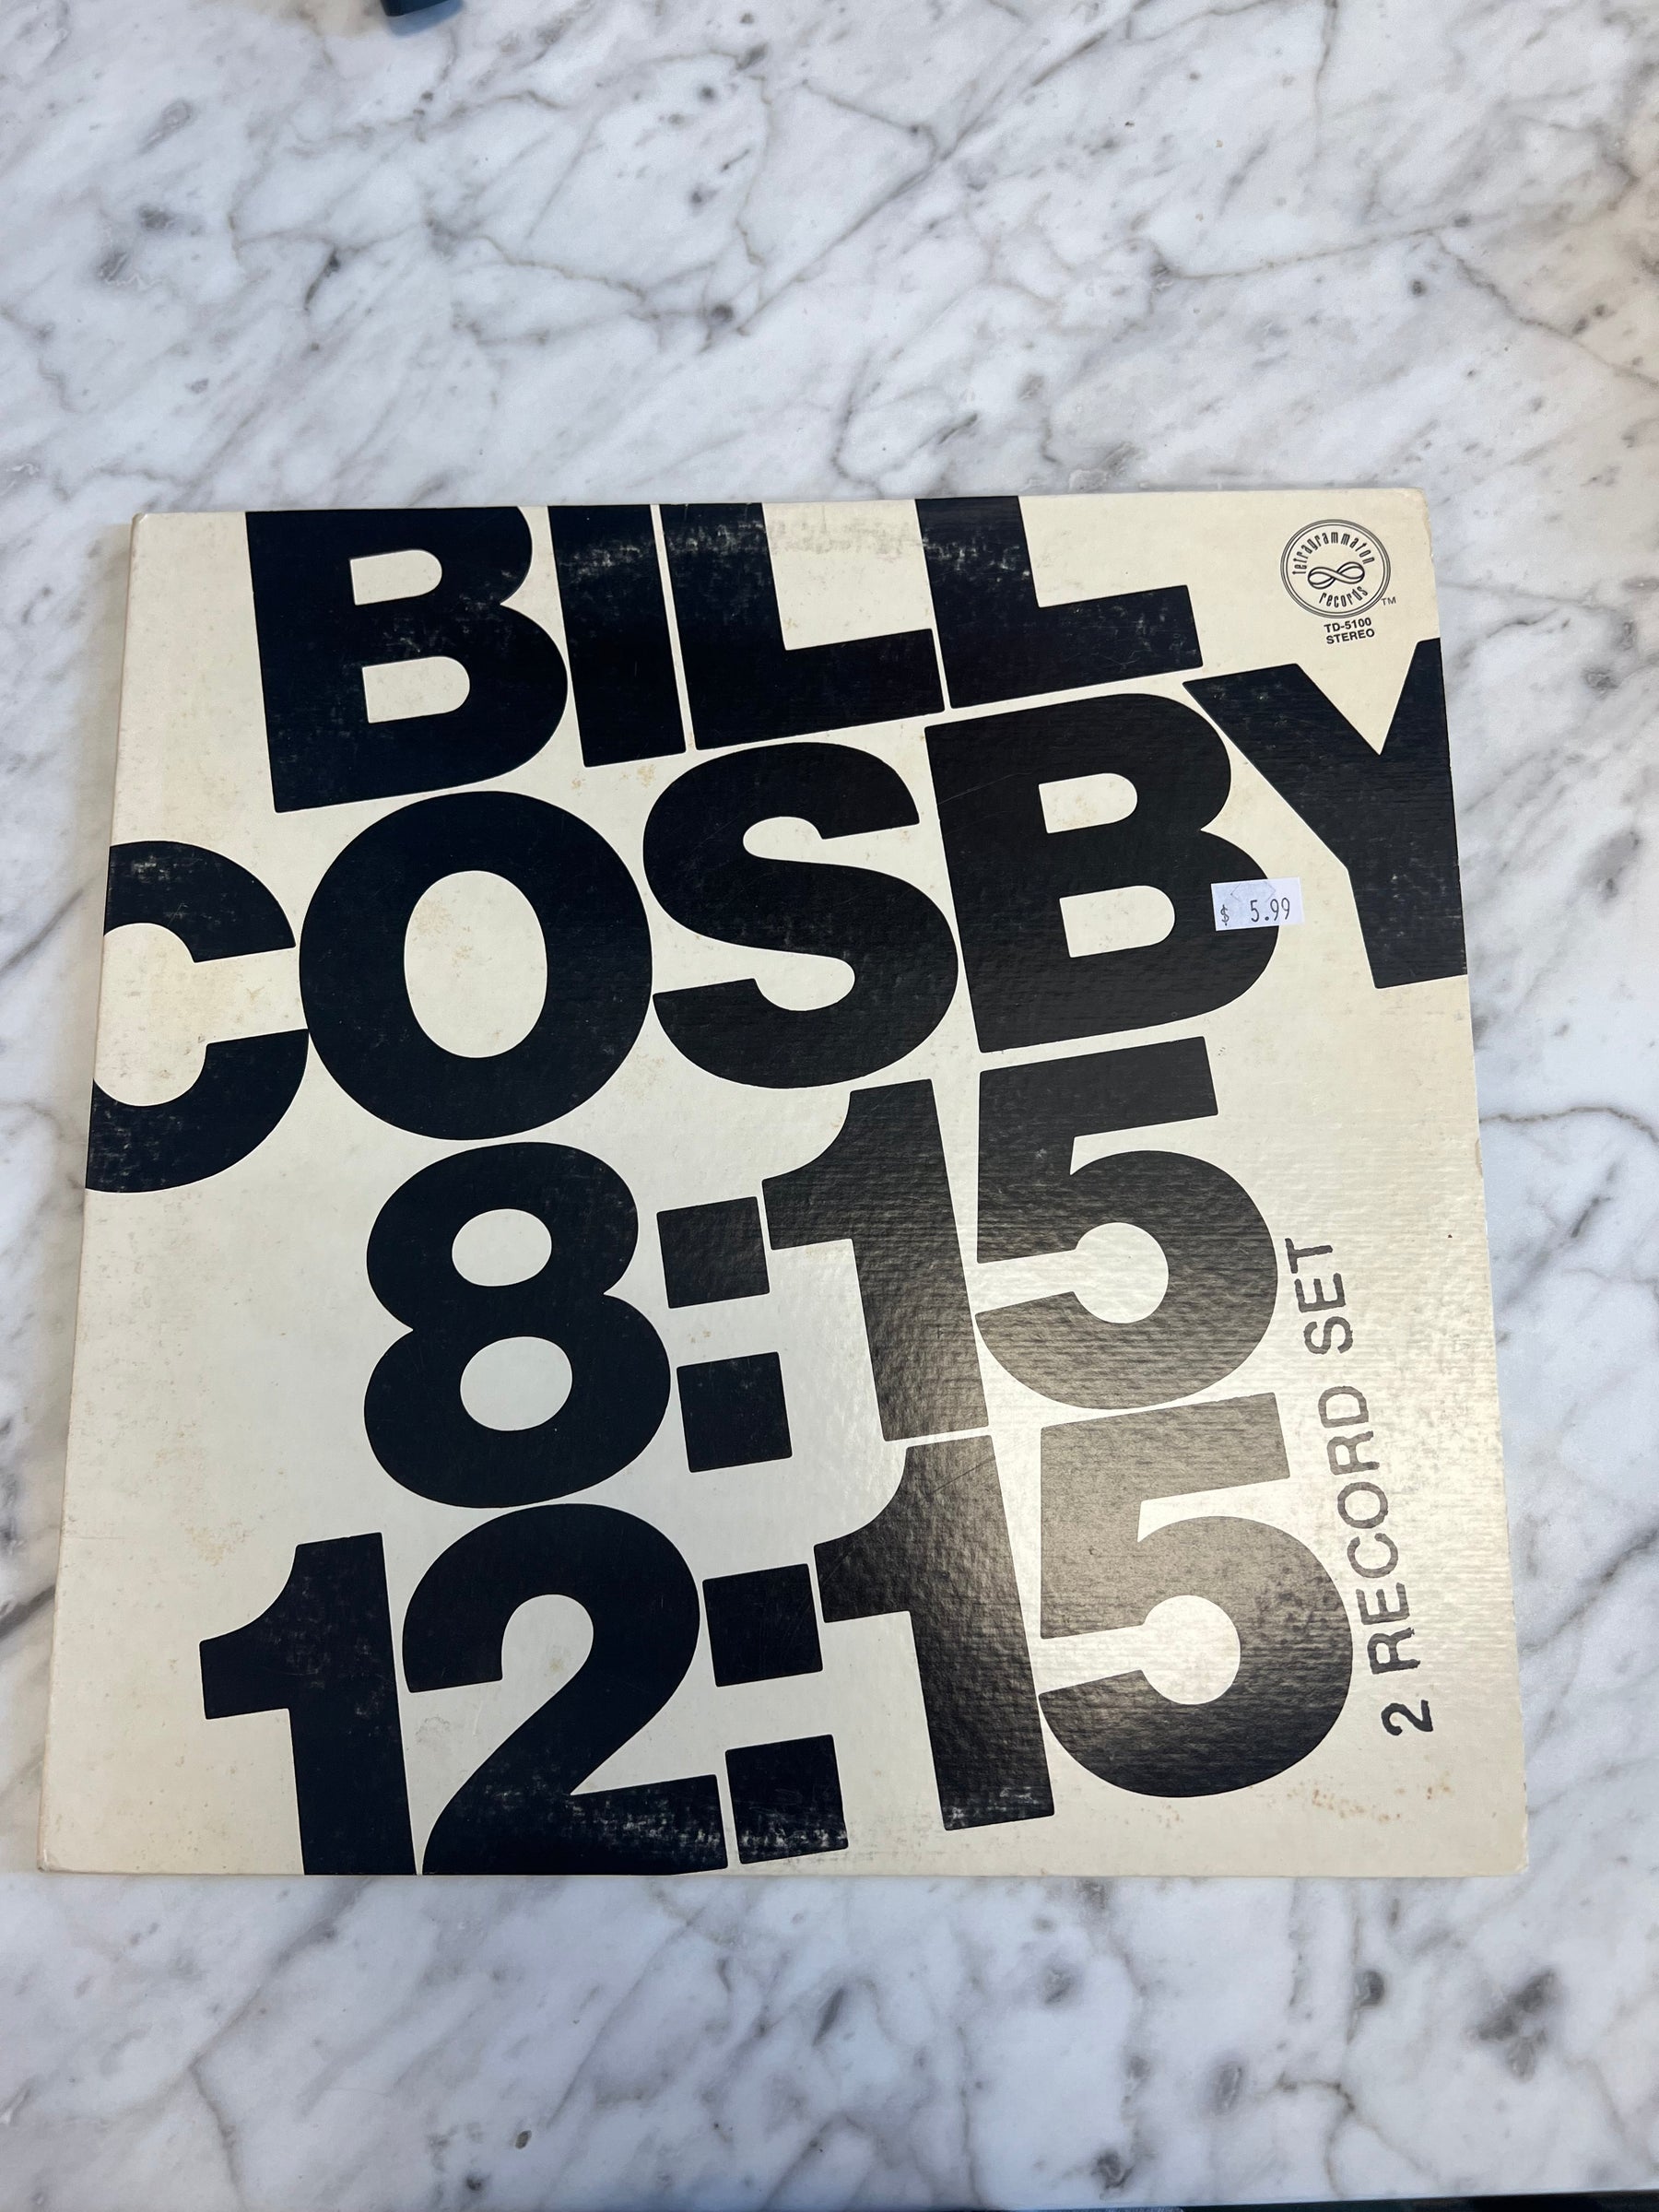 BILL
tetragrammaton
records
TM
TD-5100
STEREO
COSBY
$ 5.99
8:15
12:15
2 RECORD SET